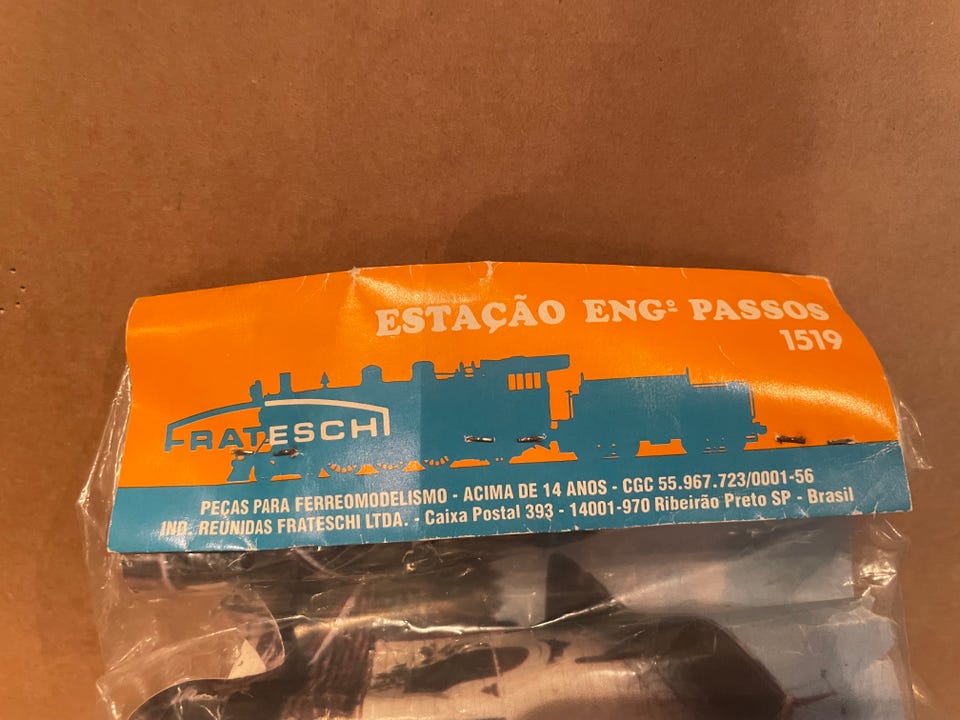 ESTAÇÃO ENGº PASSOS
1519
FRATESCHI
PEÇAS PARA FERREOMODELISMO - ACIMA DE 14 ANOS - CGC 55.967.723/0001-56
IND. REÚNIDAS FRATESCHI LTDA. - Caixa Postal 393 - 14001-970 Ribeirão Preto SP - Brasil